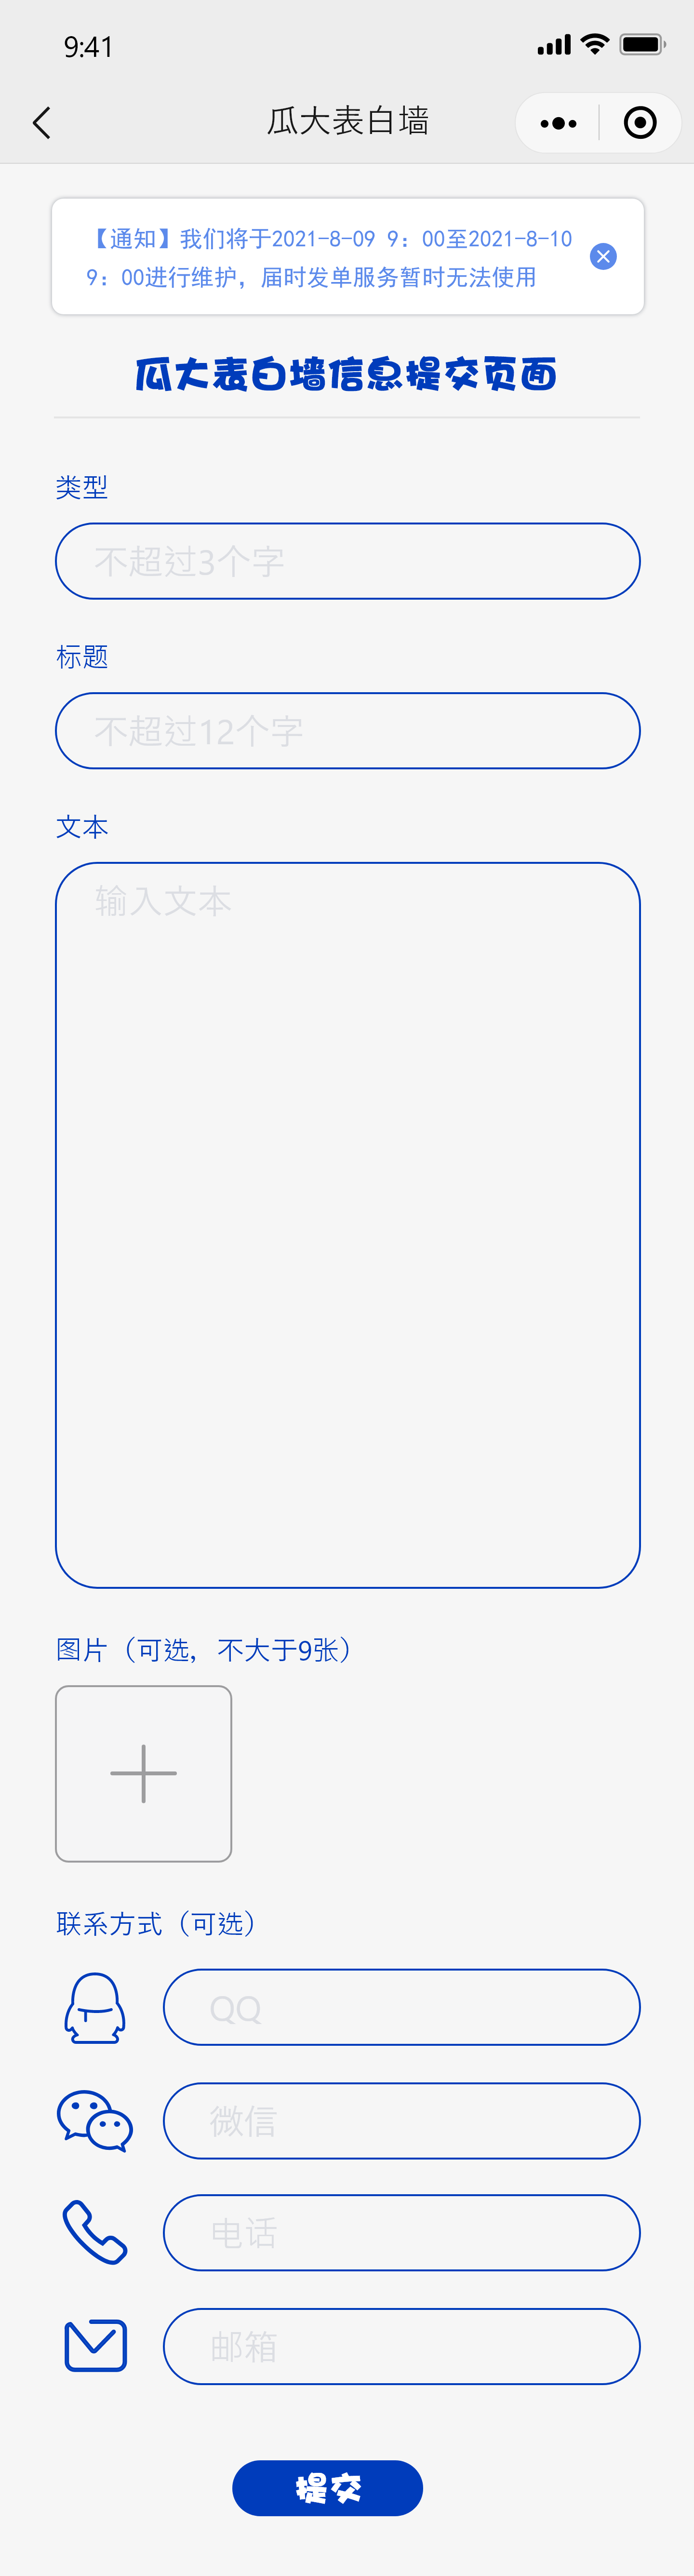 9:41
瓜大表白墙
【通知】我们将于2021-8-09 9：00至2021-8-10
9：00进行维护，届时发单服务暂时无法使用
瓜大表白墙信息提交页面
类型
不超过3个字
标题
不超过12个字
文本
输入文本
图片（可选，不大于9张）
联系方式（可选）
QQ
微信
电话
邮箱
提交